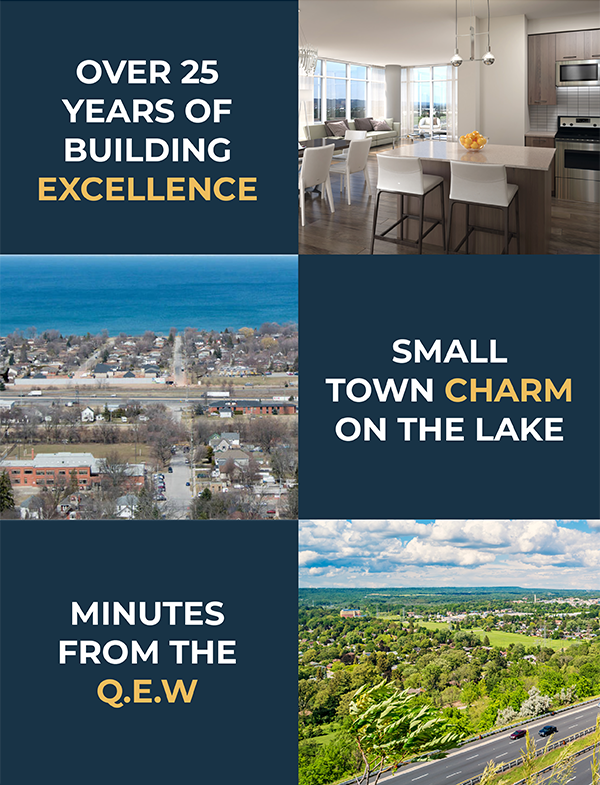 OVER 25
YEARS OF
BUILDING
EXCELLENCE
SMALL
TOWN CHARM
ON THE LAKE
MINUTES
FROM THE
Q.E.W